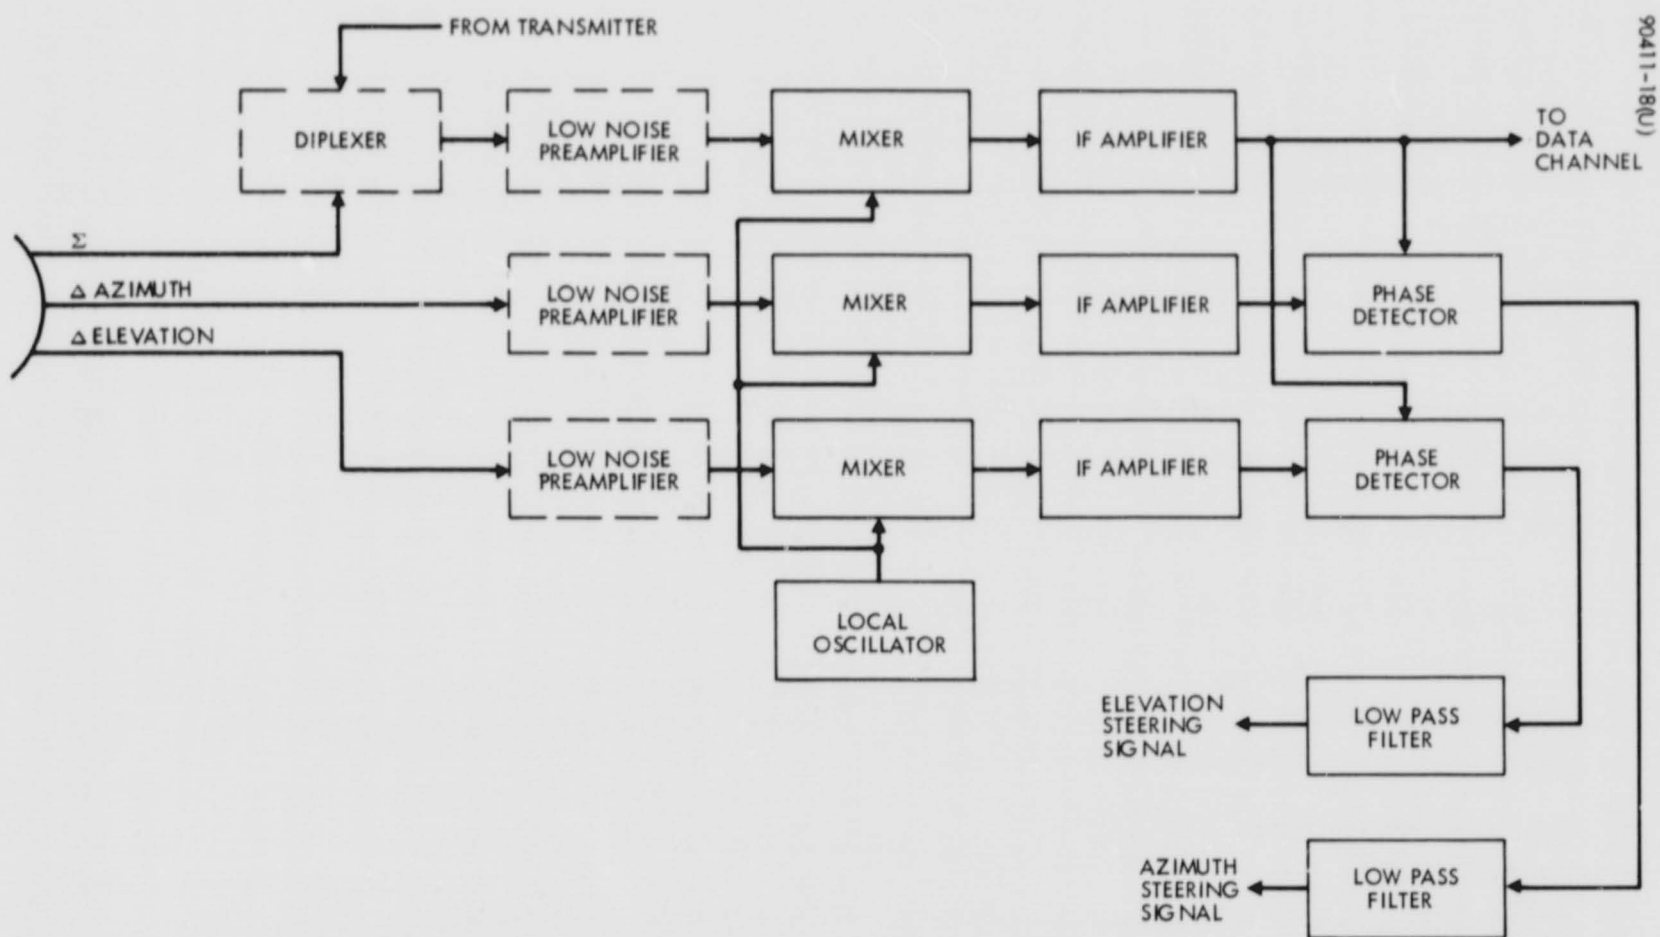 FROM TRANSMITTER
90411-18(U)
DIPLEXER
LOW NOISE
PREAMPLIFIER
MIXER
IF AMPLIFIER
TO
DATA
CHANNEL
Σ
Δ AZIMUTH
LOW NOISE
PREAMPLIFIER
MIXER
IF AMPLIFIER
PHASE
DETECTOR
Δ ELEVATION
LOW NOISE
PREAMPLIFIER
MIXER
IF AMPLIFIER
PHASE
DETECTOR
LOCAL
OSCILLATOR
ELEVATION
STEERING
SIGNAL
LOW PASS
FILTER
AZIMUTH
STEERING
SIGNAL
LOW PASS
FILTER